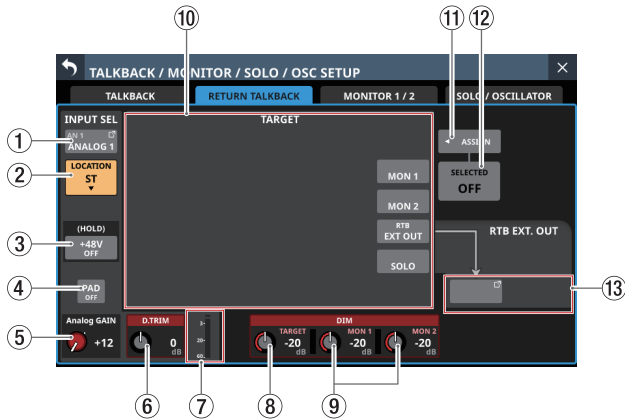 ⑩ ⑪ ⑫
TALKBACK / MONITOR / SOLO / OSC SETUP
TALKBACK RETURN TALKBACK MONITOR 1 / 2 SOLO / OSCILLATOR
INPUT SEL TARGET
① AN 1
ANALOG 1
ASSIGN
② LOCATION
ST
SELECTED
OFF
MON 1
MON 2
RTB
EXT OUT
SOLO
RTB EXT. OUT
(HOLD)
③ +48V
OFF
④ PAD
OFF
⑬
Analog GAIN D.TRIM DIM
⑤ +12
0
dB
3-
20-
60-
TARGET
-20
dB
MON 1
-20
dB
MON 2
-20
dB
⑥ ⑦ ⑧ ⑨